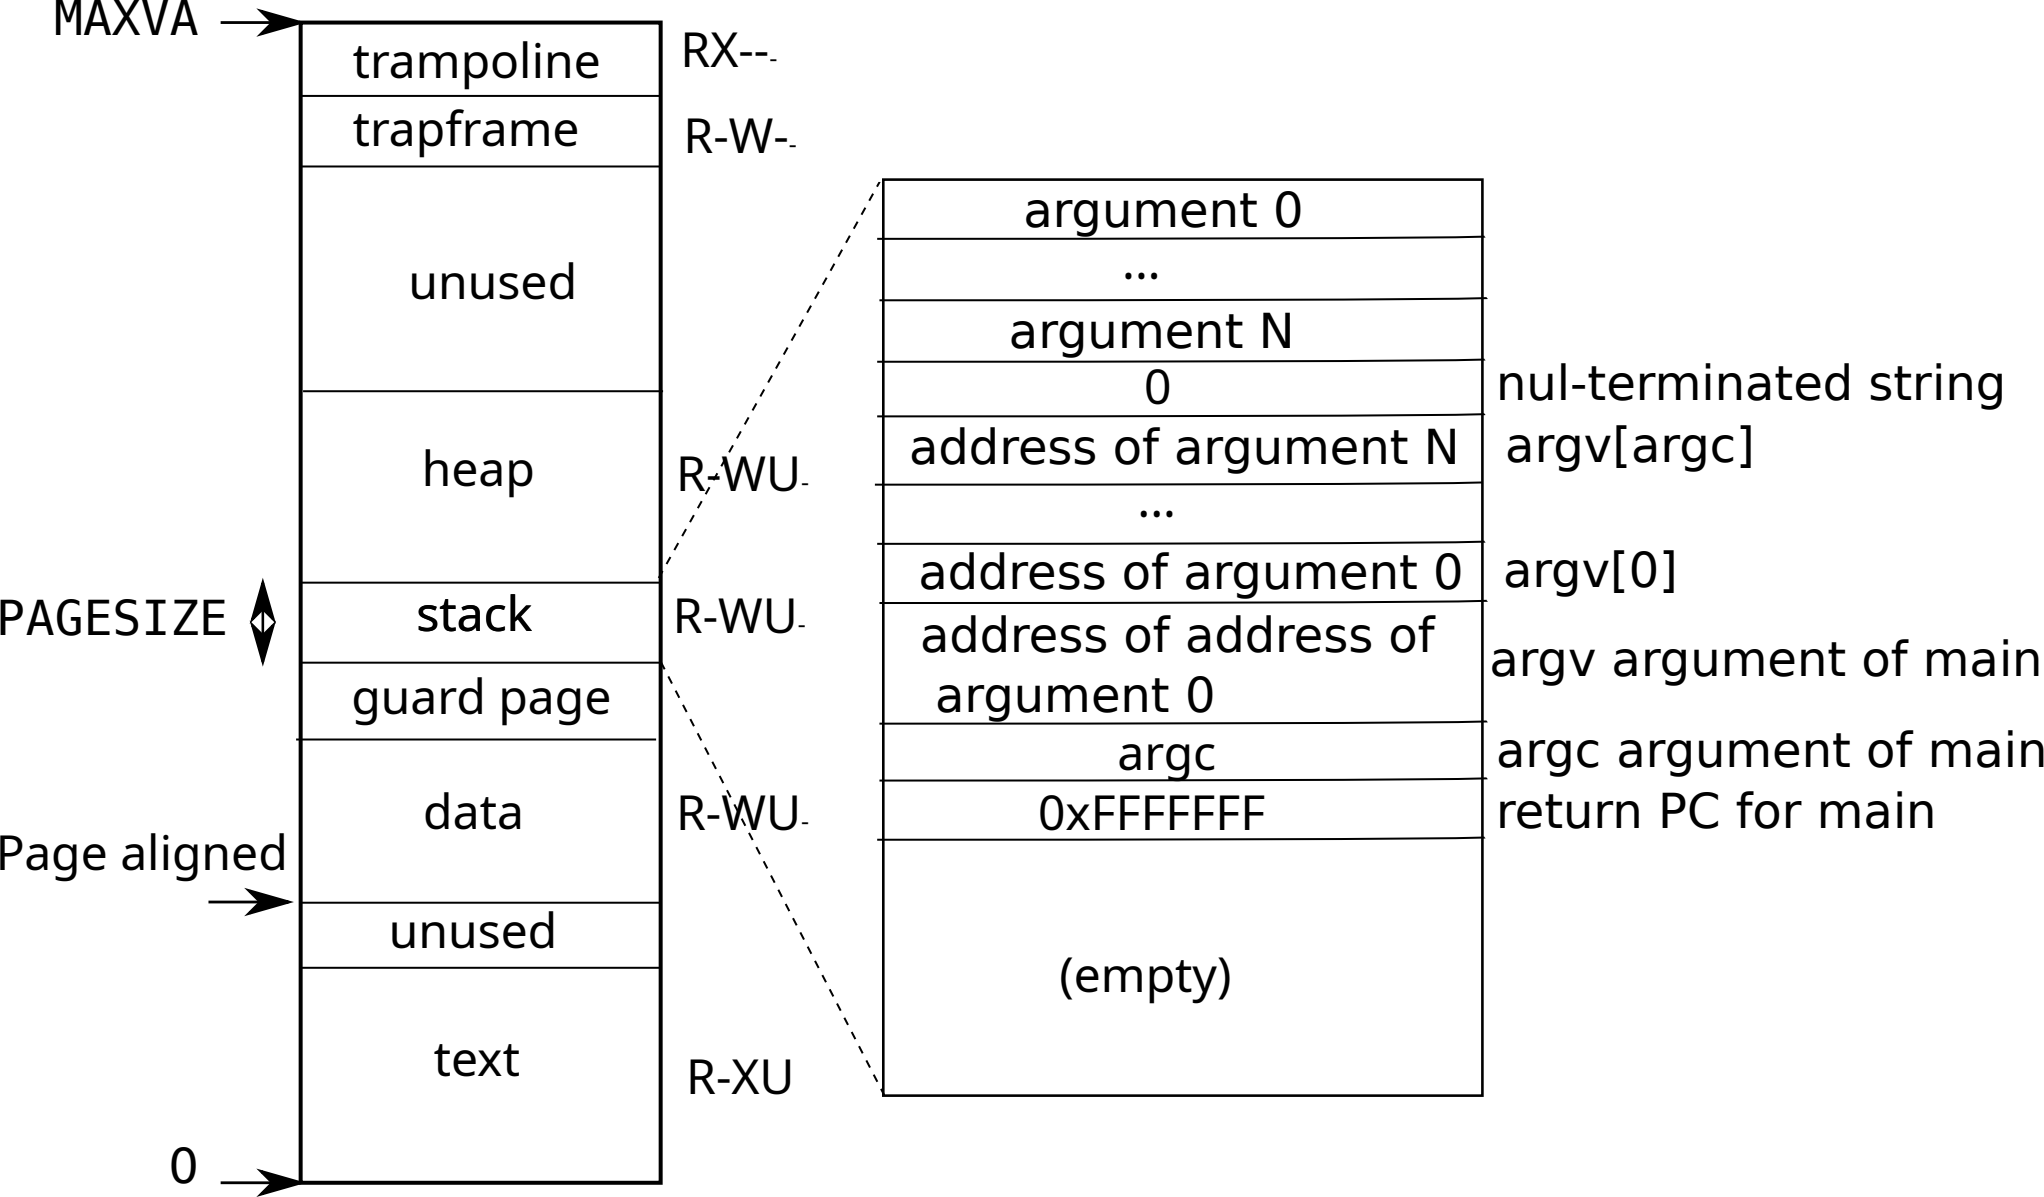 MAXVA
trampoline
RX---
trapframe
R-W--
unused
heap
R-WU-
PAGESIZE
stack
R-WU-
guard page
data
R-WU-
Page aligned
unused
text
R-XU
0
argument 0
...
argument N
0
nul-terminated string
address of argument N
argv[argc]
...
address of argument 0
argv[0]
address of address of
argument 0
argv argument of main
argc
argc argument of main
0xFFFFFFF
return PC for main
(empty)